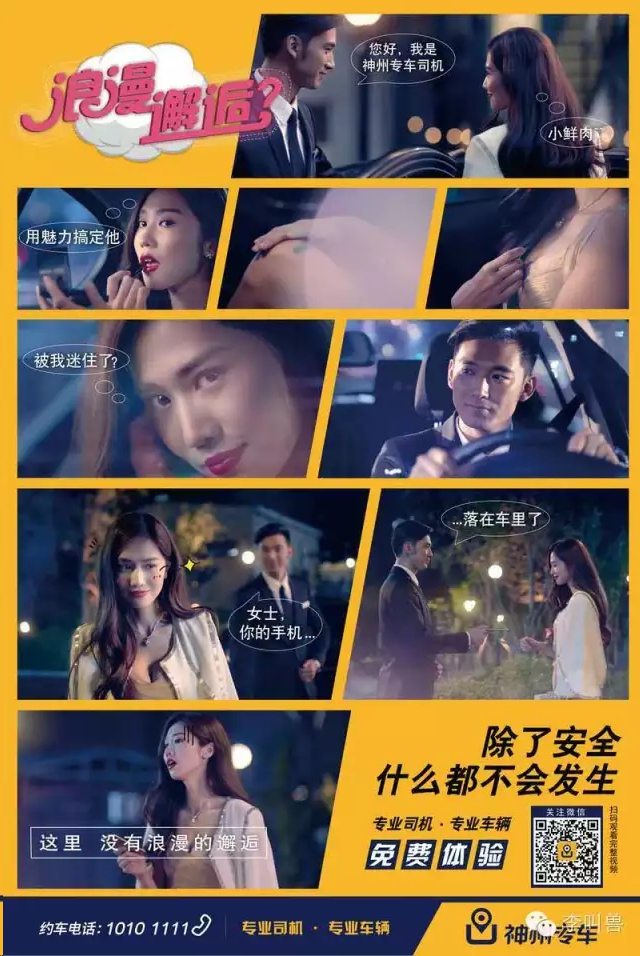 浪漫邂逅?
您好，我是
神州专车司机
小鲜肉~
用魅力搞定他
被我迷住了?
女士，
你的手机...
...落在车里了
这里 没有浪漫的邂逅
除了安全
什么都不会发生
专业司机·专业车辆
免费体验
关注微信
扫码观看完整视频
约车电话: 1010 1111
专业司机 · 专业车辆
神州专车
李叫兽